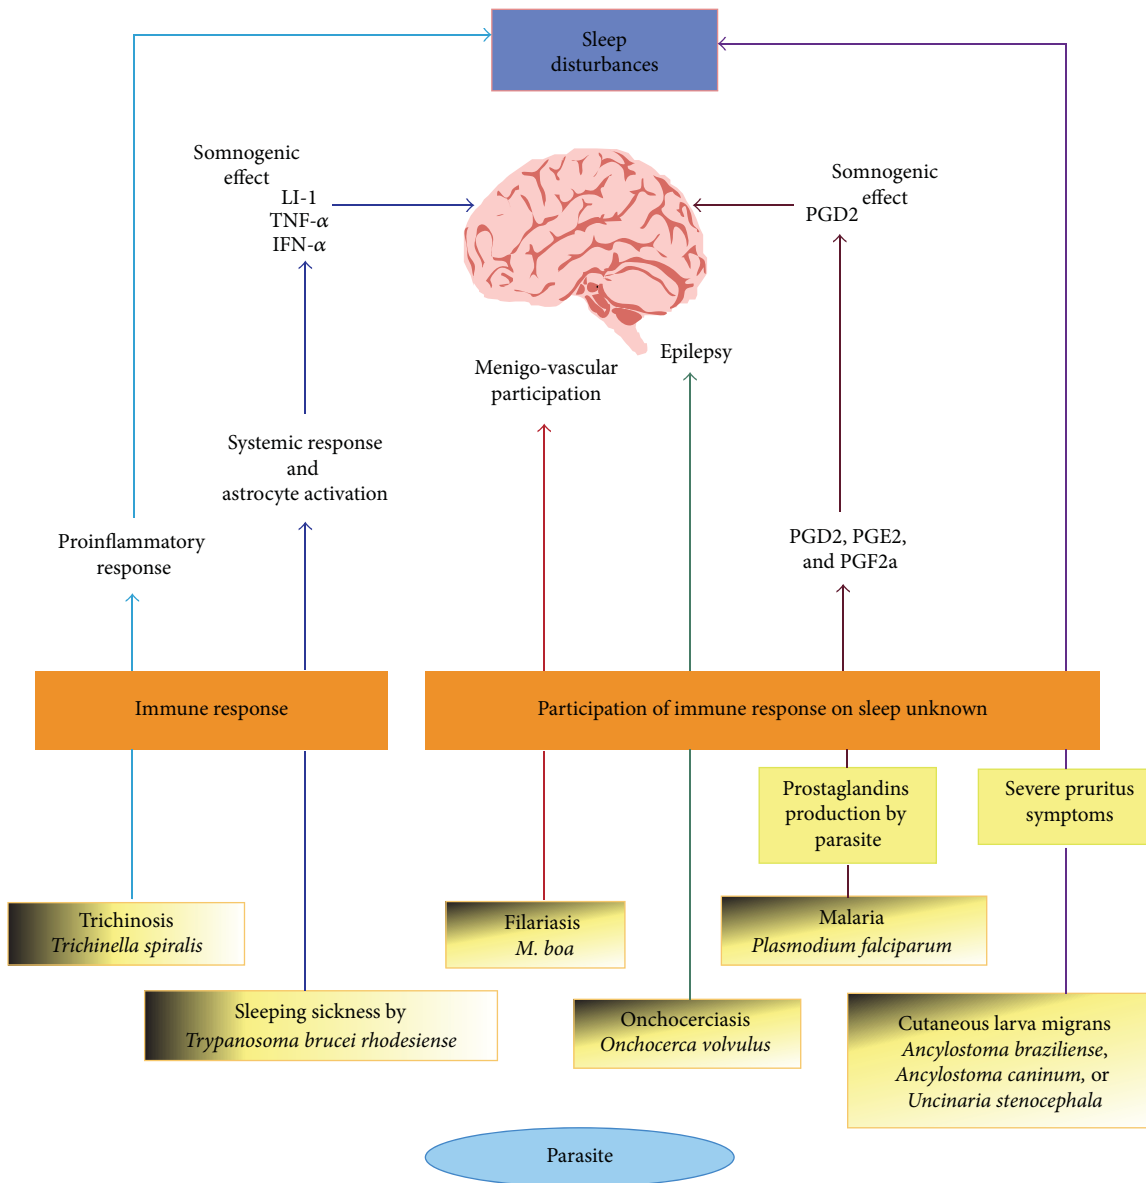 Sleep
disturbances
Somnogenic
effect
LI-1
TNF-α
IFN-α
Somnogenic
effect
PGD2
Epilepsy
Menigo-vascular
participation
Systemic response
and
astrocyte activation
Proinflammatory
response
PGD2, PGE2,
and PGF2a
Immune response
Participation of immune response on sleep unknown
Prostaglandins
production by
parasite
Severe pruritus
symptoms
Trichinosis
Trichinella spiralis
Filariasis
M. boa
Malaria
Plasmodium falciparum
Sleeping sickness by
Trypanosoma brucei rhodesiense
Onchocerciasis
Onchocerca volvulus
Cutaneous larva migrans
Ancylostoma braziliense,
Ancylostoma caninum, or
Uncinaria stenocephala
Parasite